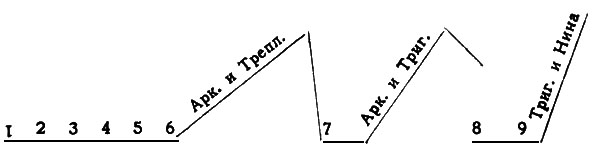 1 2 3 4 5 6 Арк. и Трепл. 7 Арк. и Триг. 8 9 Триг. и Нина